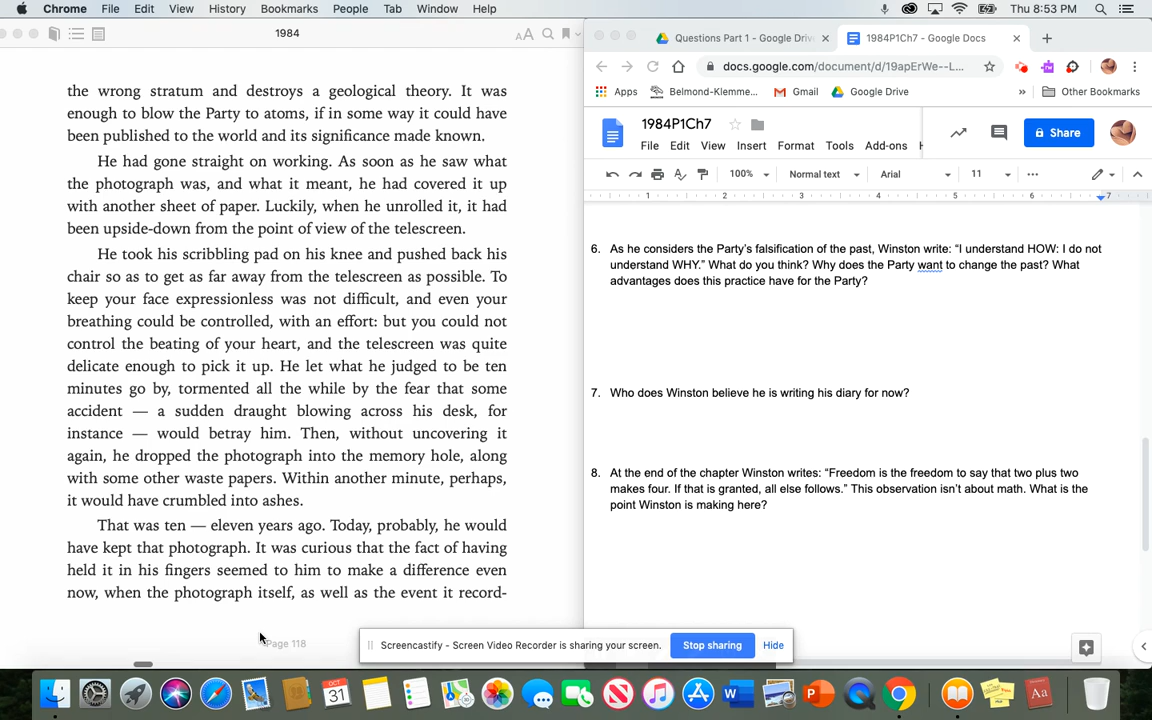 Chrome File Edit View History Bookmarks People Tab Window Help Thu 8:53 PM
1984
AA
the wrong stratum and destroys a geological theory. It was
enough to blow the Party to atoms, if in some way it could have
been published to the world and its significance made known.
He had gone straight on working. As soon as he saw what
the photograph was, and what it meant, he had covered it up
with another sheet of paper. Luckily, when he unrolled it, it had
been upside-down from the point of view of the telescreen.
He took his scribbling pad on his knee and pushed back his
chair so as to get as far away from the telescreen as possible. To
keep your face expressionless was not difficult, and even your
breathing could be controlled, with an effort: but you could not
control the beating of your heart, and the telescreen was quite
delicate enough to pick it up. He let what he judged to be ten
minutes go by, tormented all the while by the fear that some
accident — a sudden draught blowing across his desk, for
instance — would betray him. Then, without uncovering it
again, he dropped the photograph into the memory hole, along
with some other waste papers. Within another minute, perhaps,
it would have crumbled into ashes.
That was ten — eleven years ago. Today, probably, he would
have kept that photograph. It was curious that the fact of having
held it in his fingers seemed to him to make a difference even
now, when the photograph itself, as well as the event it record-
Page 118
Questions Part 1 - Google Driv
1984P1Ch7 - Google Docs
docs.google.com/document/d/19apErWe--L...
Apps Belmond-Klemme... Gmail Google Drive » Other Bookmarks
1984P1Ch7
File Edit View Insert Format Tools Add-ons
Share
100% Normal text Arial 11
1 2 3 4 5 6 7
6. As he considers the Party's falsification of the past, Winston write: "I understand HOW: I do not
understand WHY." What do you think? Why does the Party want to change the past? What
advantages does this practice have for the Party?
7. Who does Winston believe he is writing his diary for now?
8. At the end of the chapter Winston writes: "Freedom is the freedom to say that two plus two
makes four. If that is granted, all else follows." This observation isn't about math. What is the
point Winston is making here?
Screencastify - Screen Video Recorder is sharing your screen. Stop sharing Hide
OCT
31
W
P
Aa